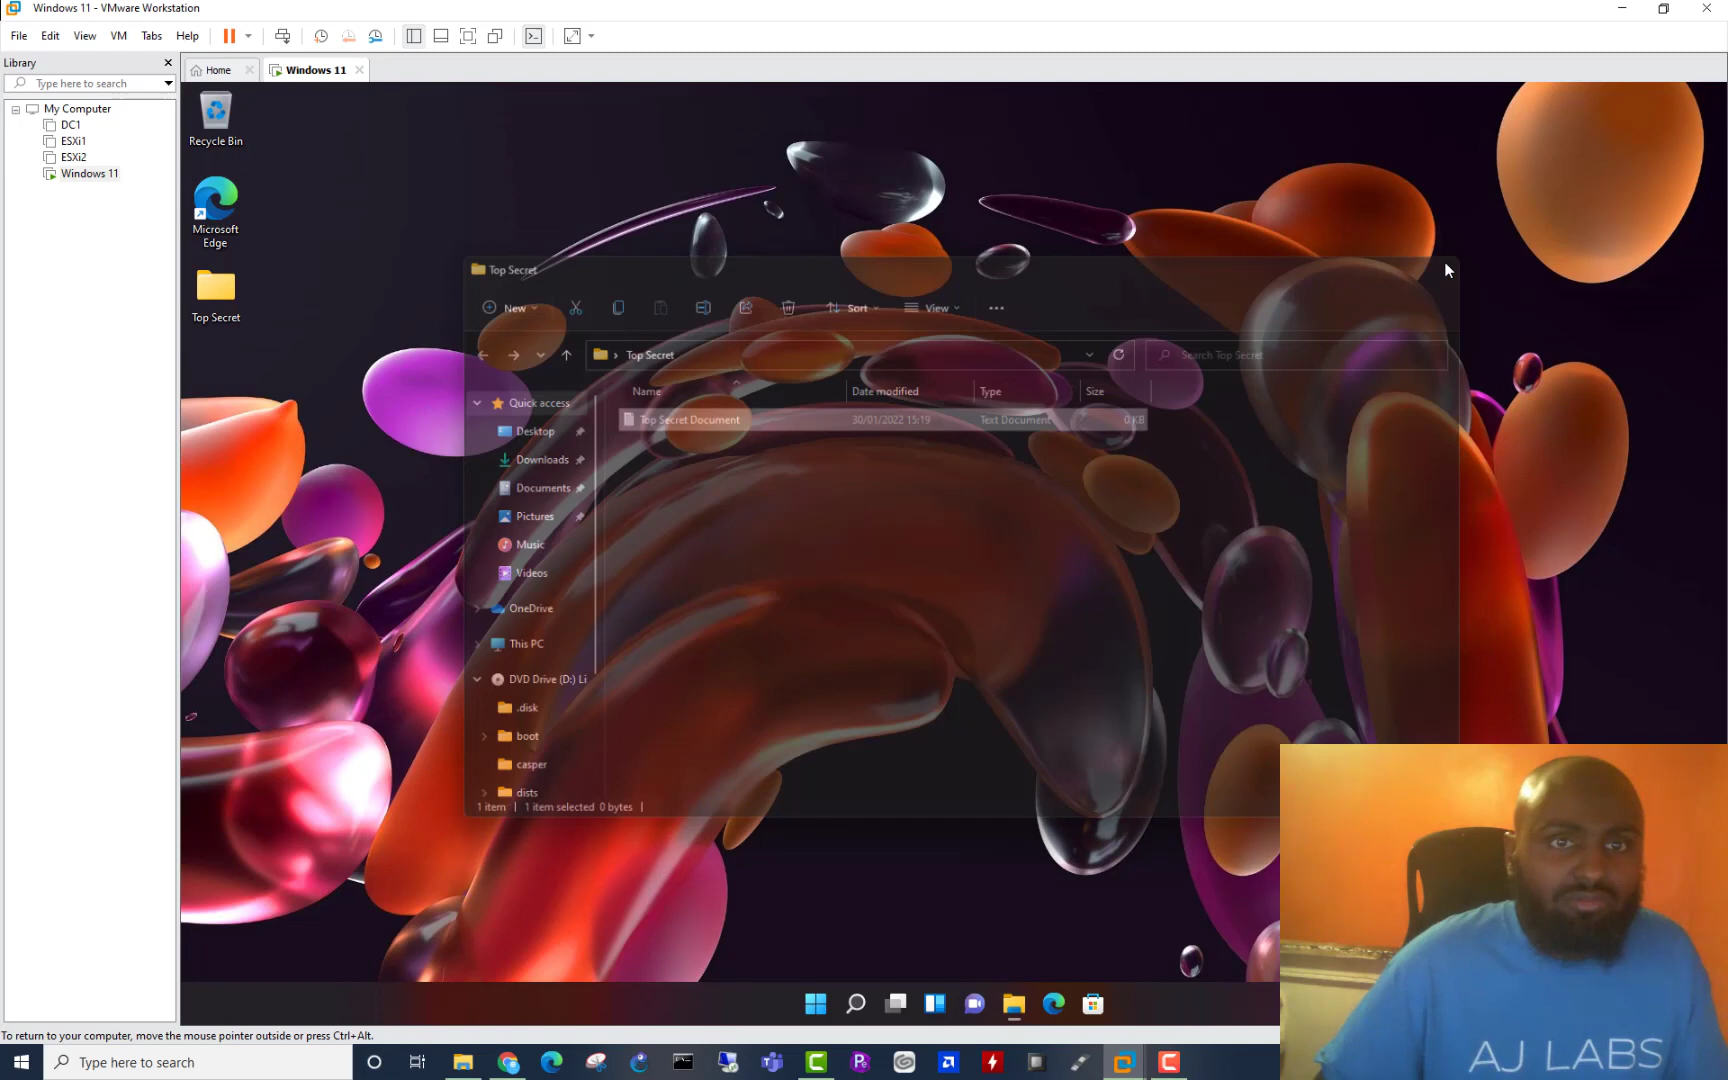 Windows 11 - VMware Workstation
File Edit View VM Tabs Help
Library
Type here to search
My Computer
DC1
ESXi1
ESXi2
Windows 11
Home
Windows 11
Recycle Bin
Microsoft
Edge
Top Secret
Top Secret
New Sort View
Top Secret
Search Top Secret
Name Date modified Type Size
Top Secret Document 30/01/2022 15:19 Text Document 0 KB
Quick access
Desktop
Downloads
Documents
Pictures
Music
Videos
OneDrive
This PC
DVD Drive (D:) Li
.disk
boot
casper
dists
1 item 1 item selected 0 bytes
AJ LABS
To return to your computer, move the mouse pointer outside or press Ctrl+Alt.
Type here to search